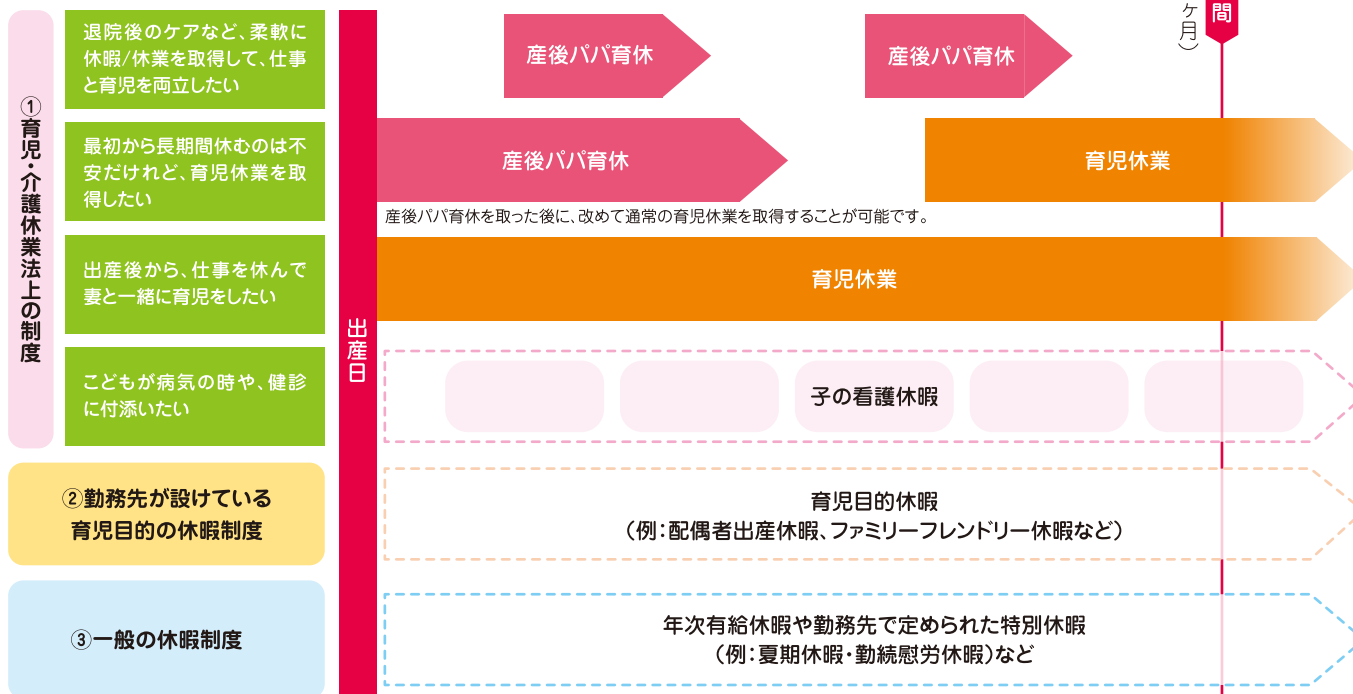 間
ヶ月）
①育児・介護休業法上の制度
退院後のケアなど、柔軟に
休暇/休業を取得して、仕事
と育児を両立したい
産後パパ育休
産後パパ育休
最初から長期間休むのは不
安だけれど、育児休業を取
得したい
産後パパ育休
育児休業
産後パパ育休を取った後に、改めて通常の育児休業を取得することが可能です。
出産後から、仕事を休んで
妻と一緒に育児をしたい
育児休業
出産日
こどもが病気の時や、健診
に付添いたい
子の看護休暇
②勤務先が設けている
育児目的の休暇制度
育児目的休暇
（例：配偶者出産休暇、ファミリーフレンドリー休暇など）
③一般の休暇制度
年次有給休暇や勤務先で定められた特別休暇
（例：夏期休暇・勤続慰労休暇）など